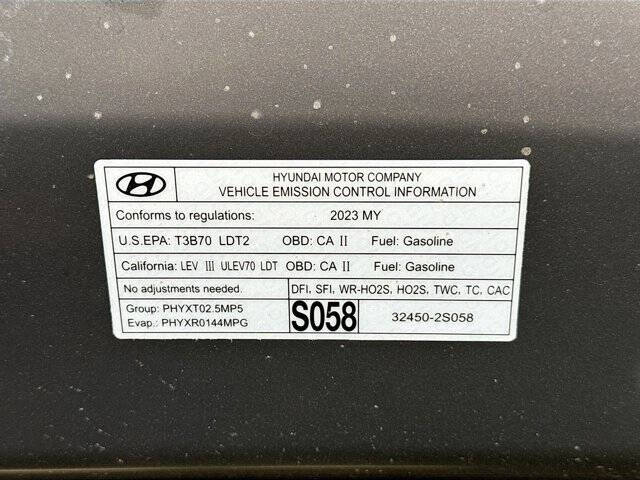 HYUNDAI MOTOR COMPANY
VEHICLE EMISSION CONTROL INFORMATION
Conforms to regulations: 2023 MY
U.S.EPA: T3B70 LDT2 OBD: CA II Fuel: Gasoline
California: LEV III ULEV70 LDT OBD: CA II Fuel: Gasoline
No adjustments needed. DFI, SFI, WR-HO2S, HO2S, TWC, TC, CAC
Group: PHYXT02.5MP5
Evap.: PHYXR0144MPG
S058
32450-2S058